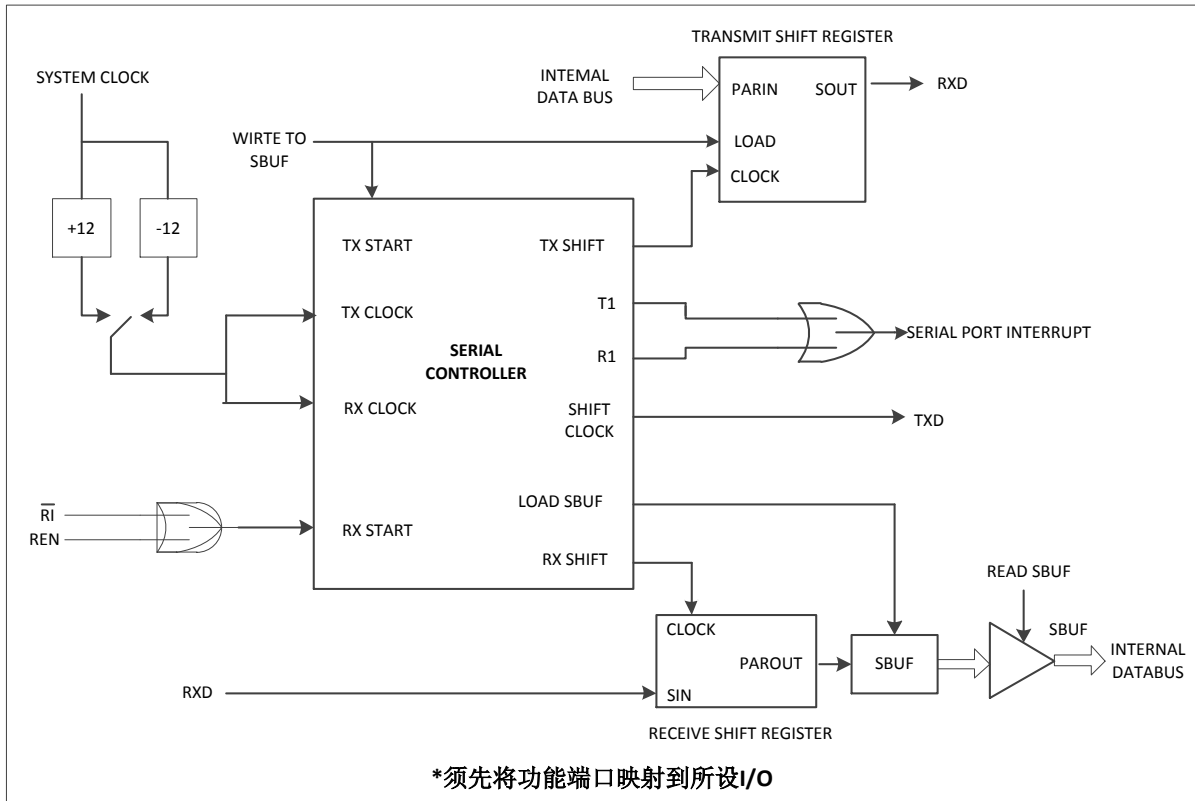 TRANSMIT SHIFT REGISTER
SYSTEM CLOCK
INTEMAL
DATA BUS
PARIN
SOUT
RXD
WIRTE TO
SBUF
LOAD
CLOCK
+12
-12
TX START
TX SHIFT
TX CLOCK
T1
SERIAL PORT INTERRUPT
SERIAL
CONTROLLER
R1
RX CLOCK
SHIFT
CLOCK
TXD
LOAD SBUF
R̅I̅
REN
RX START
RX SHIFT
READ SBUF
CLOCK
PAROUT
SBUF
SBUF
INTERNAL
DATABUS
RXD
SIN
RECEIVE SHIFT REGISTER
*须先将功能端口映射到所设I/O